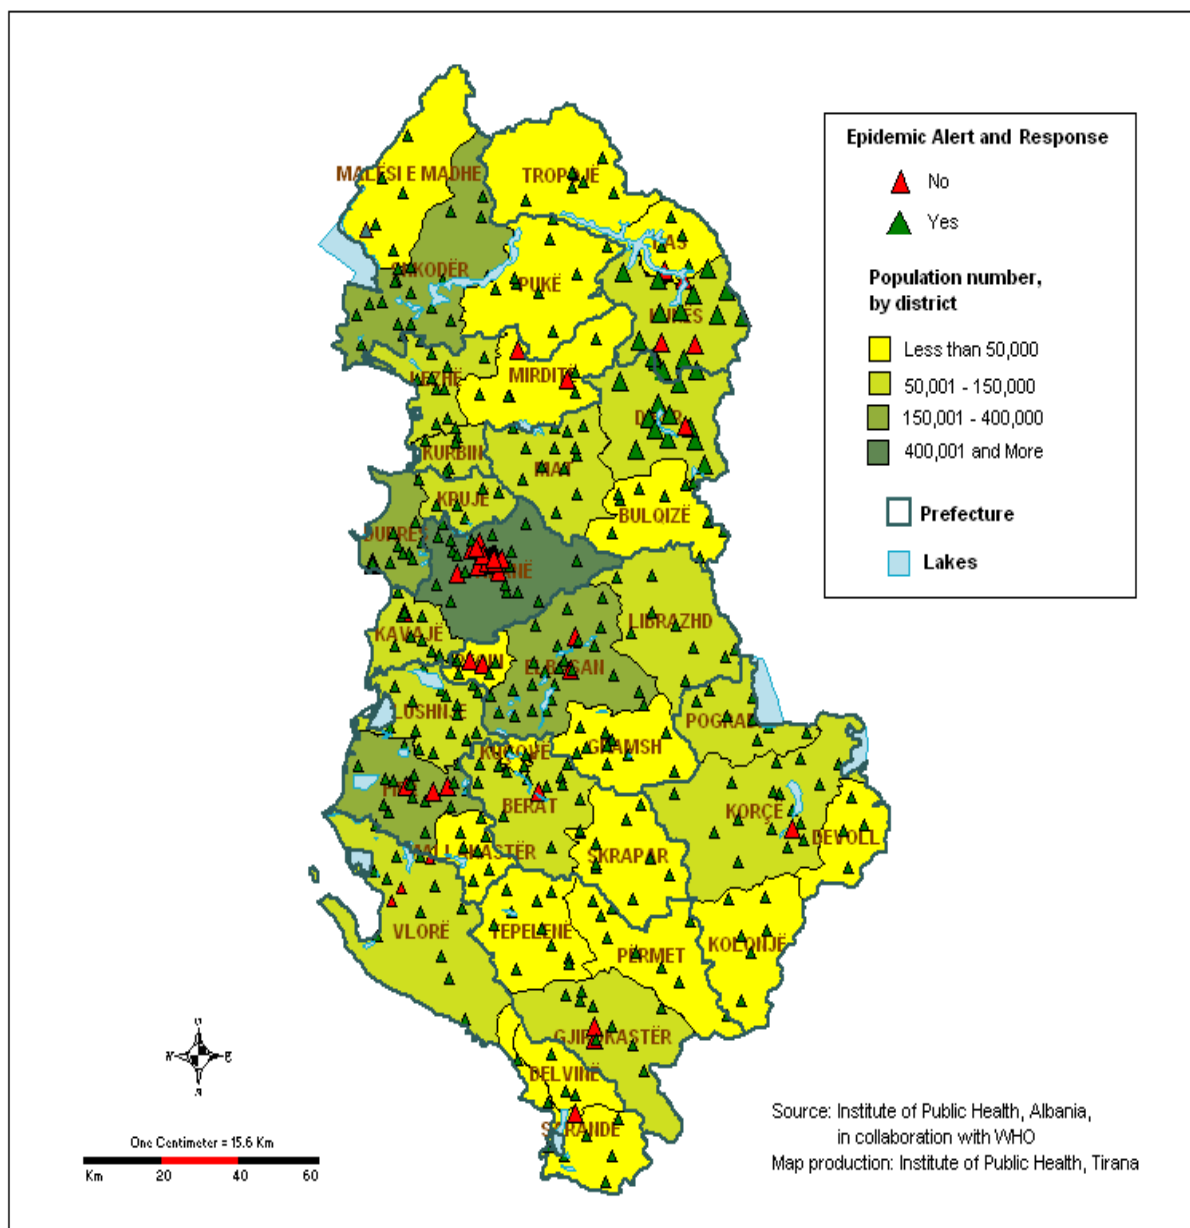 MALËSI E MADHE
TROPOJË
HAS
SHKODËR
PUKË
KUKËS
LEZHË
MIRDITË
DIBËR
KURBIN
MAT
KRUJË
BULQIZË
DURRËS
TIRANË
LIBRAZHD
KAVAJË
PEQIN
ELBASAN
LUSHNJE
POGRAD
KUÇOVË
GRAMSH
FIER
BERAT
KORÇË
DEVOLL
MALLAKASTËR
SKRAPAR
VLORË
TEPELENË
PËRMET
KOLONJË
GJIROKASTËR
DELVINË
SARANDË
Epidemic Alert and Response
No
Yes
Population number,
by district
Less than 50,000
50,001 - 150,000
150,001 - 400,000
400,001 and More
Prefecture
Lakes
One Centimeter = 15.6 Km
Km 20 40 60
Source: Institute of Public Health, Albania,
in collaboration with WHO
Map production: Institute of Public Health, Tirana